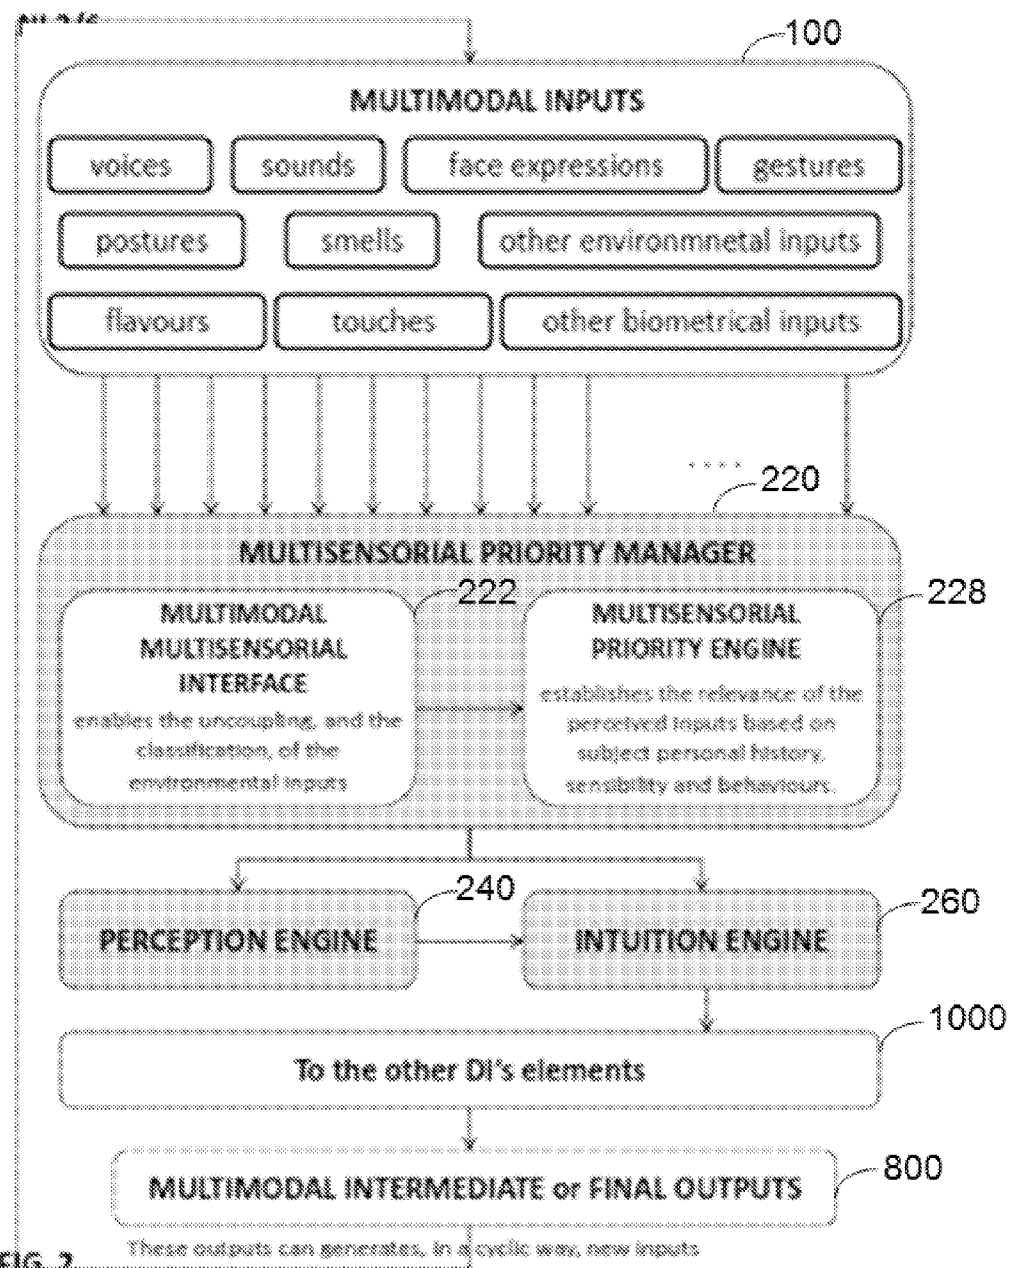 100
MULTIMODAL INPUTS
voices sounds face expressions gestures
postures smells other environmnetal inputs
flavours touches other biometrical inputs
....
220
MULTISENSORIAL PRIORITY MANAGER
222
228
MULTIMODAL
MULTISENSORIAL
INTERFACE
enables the uncoupling, and the
classification, of the
environmental inputs
MULTISENSORIAL
PRIORITY ENGINE
establishes the relevance of the
perceived inputs based on
subject personal history,
sensibility and behaviours.
240
260
PERCEPTION ENGINE
INTUITION ENGINE
1000
To the other DI's elements
800
MULTIMODAL INTERMEDIATE or FINAL OUTPUTS
These outputs can generates, in a cyclic way, new inputs
FIG. 2